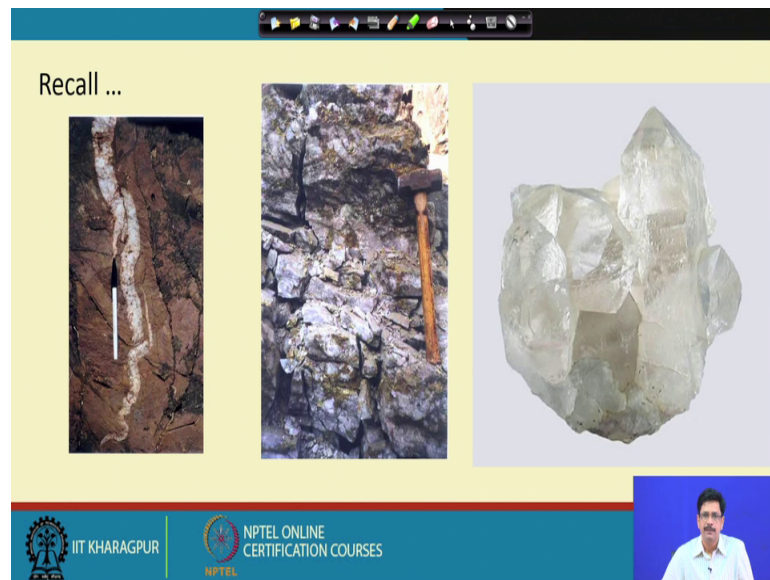 Recall ...
IIT KHARAGPUR
NPTEL
NPTEL ONLINE
CERTIFICATION COURSES